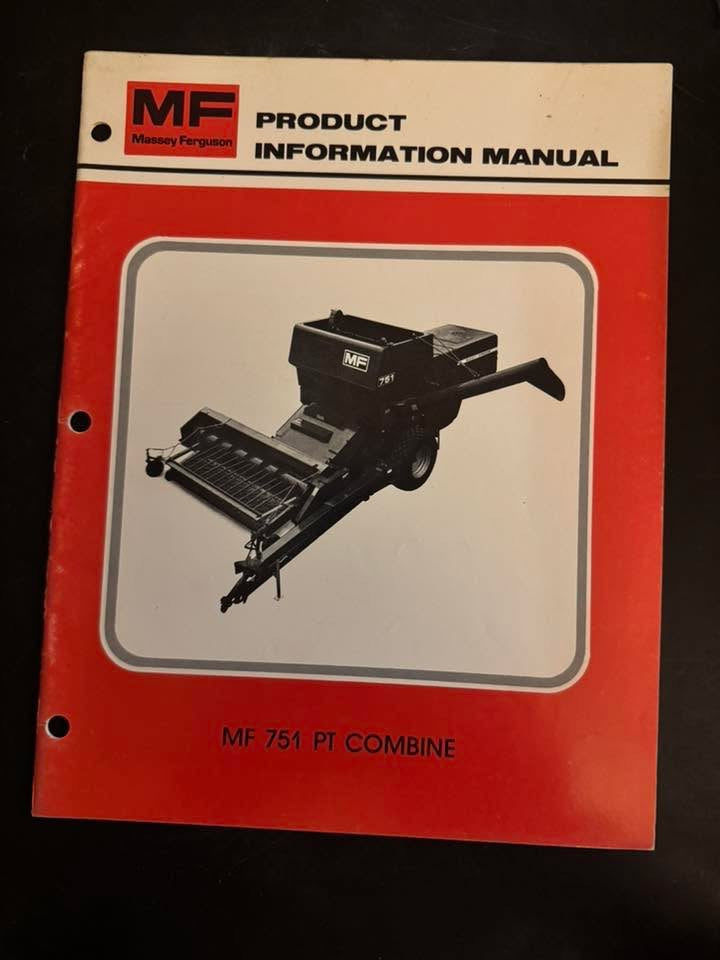 MF
Massey Ferguson
PRODUCT
INFORMATION MANUAL
MF
751
MF 751 PT COMBINE